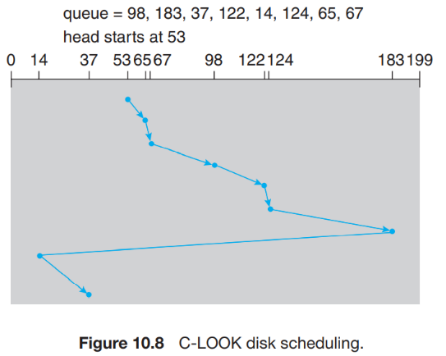 queue = 98, 183, 37, 122, 14, 124, 65, 67
head starts at 53
0 14 37 53 65 67 98 122 124 183 199
Figure 10.8 C-LOOK disk scheduling.